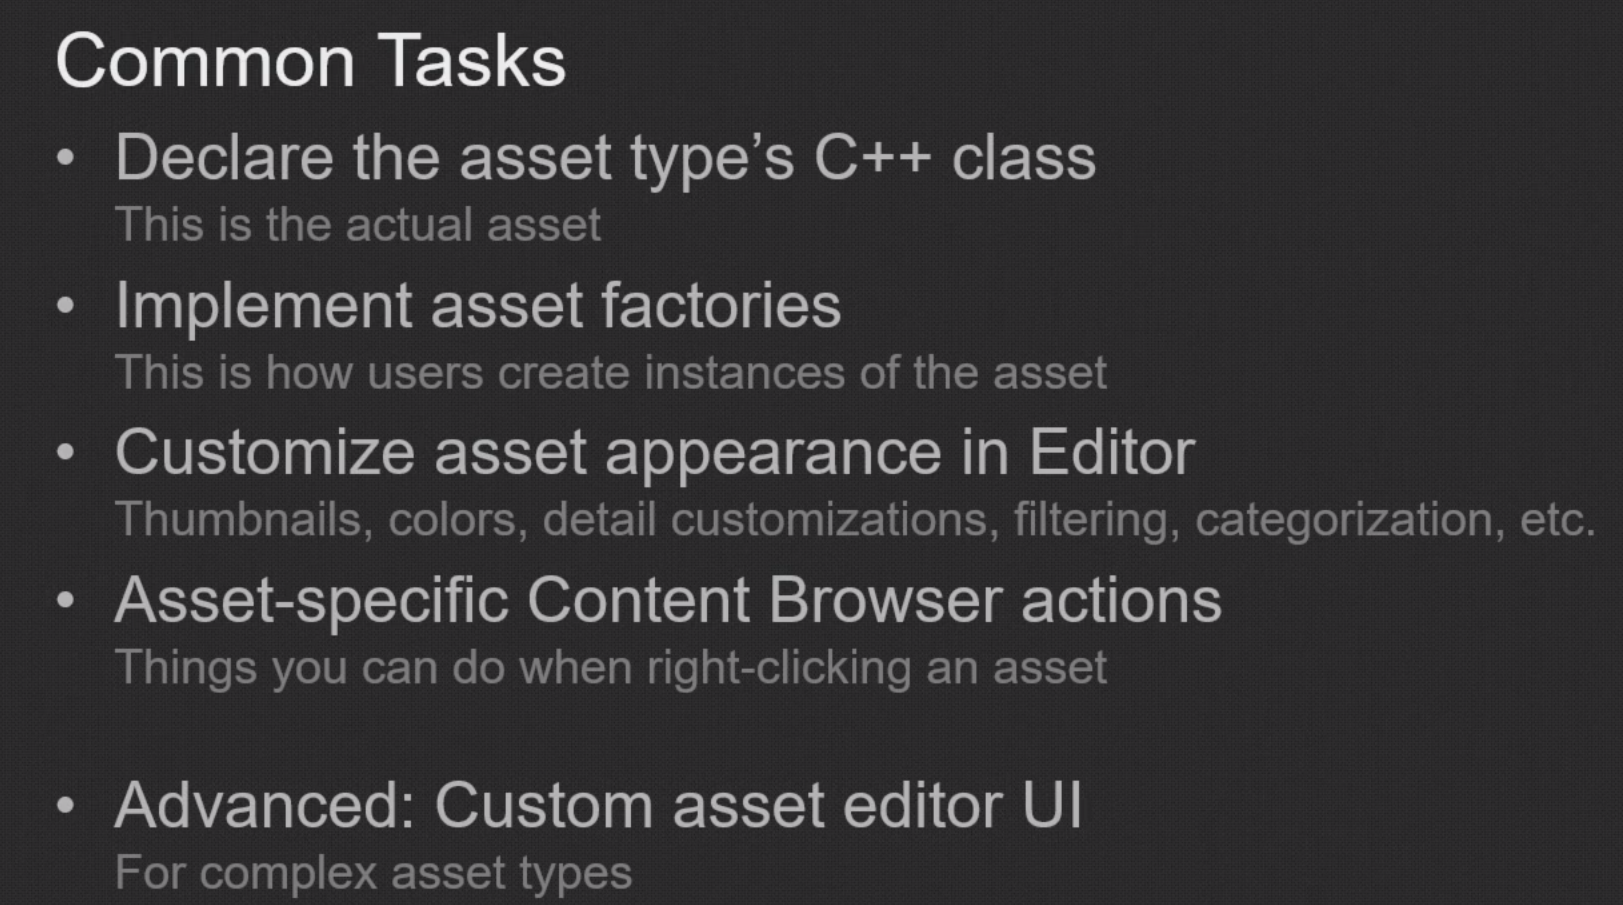 Common Tasks
• Declare the asset type’s C++ class
This is the actual asset
• Implement asset factories
This is how users create instances of the asset
• Customize asset appearance in Editor
Thumbnails, colors, detail customizations, filtering, categorization, etc.
• Asset-specific Content Browser actions
Things you can do when right-clicking an asset
• Advanced: Custom asset editor UI
For complex asset types